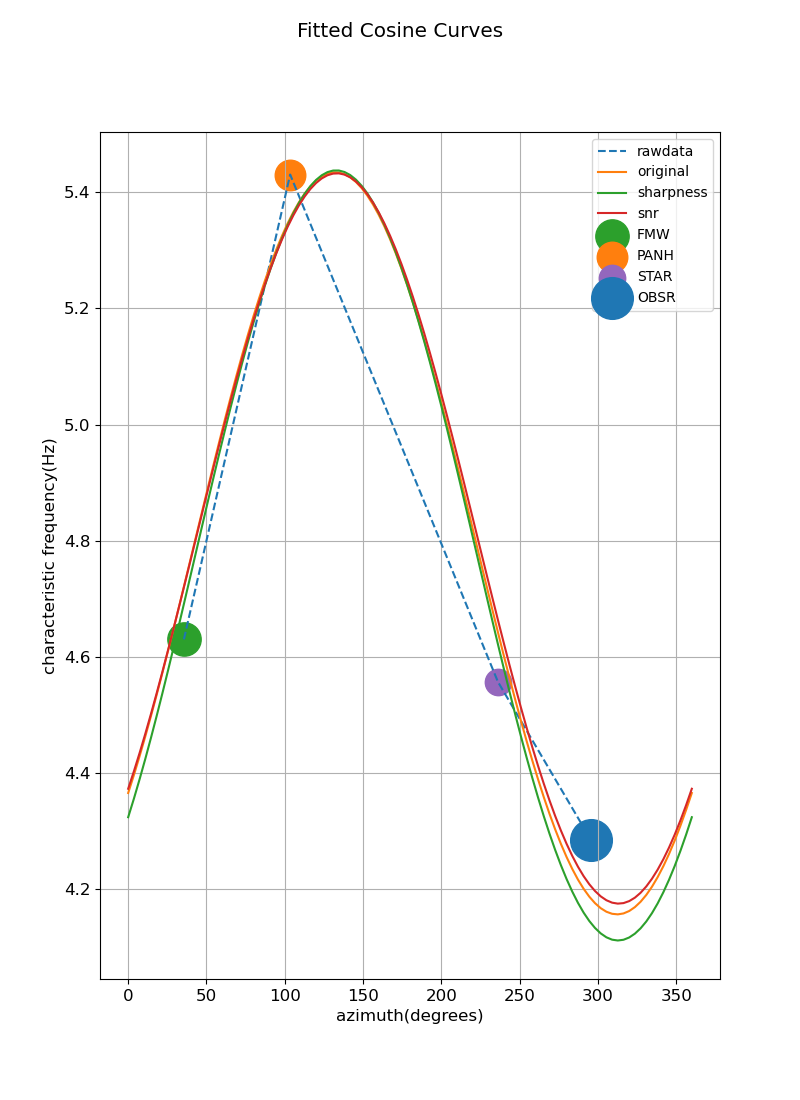 Fitted Cosine Curves
rawdata
original
sharpness
snr
FMW
PANH
STAR
OBSR
characteristic frequency(Hz)
5.4
5.2
5.0
4.8
4.6
4.4
4.2
0 50 100 150 200 250 300 350
azimuth(degrees)